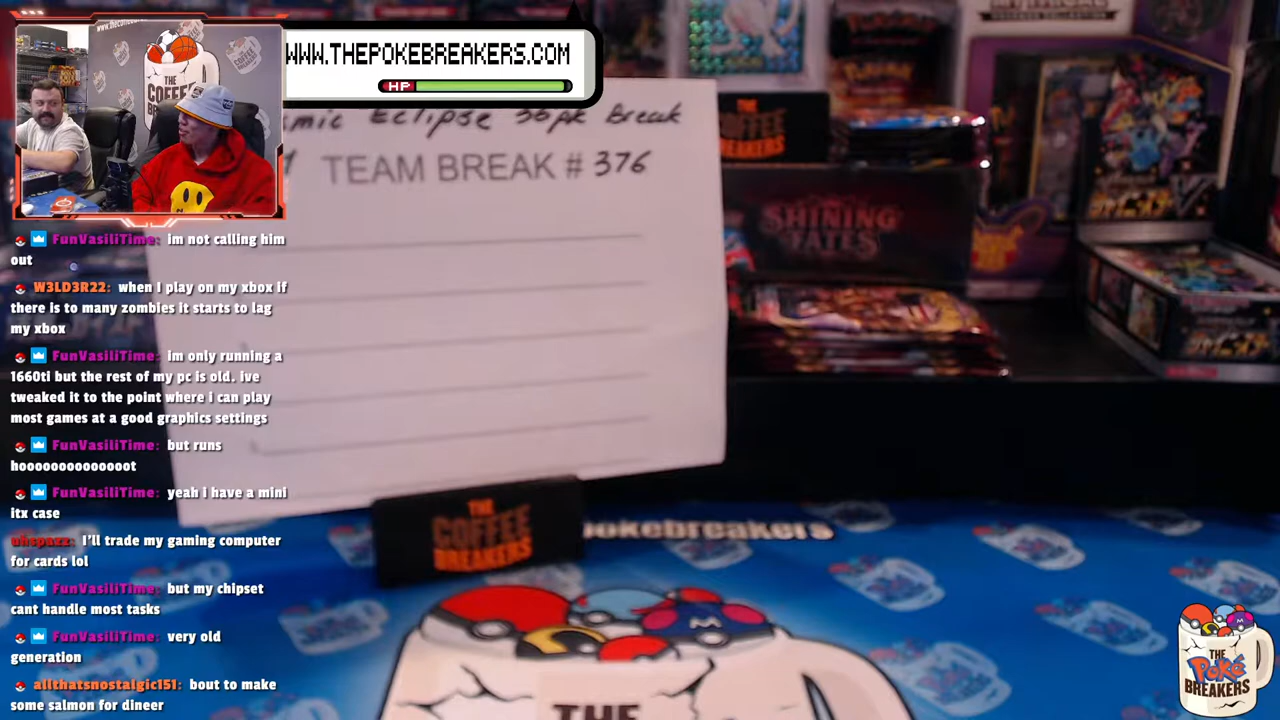 WWW.THEPOKEBREAKERS.COM
HP
Eclipse 36pk Break
TEAM BREAK # 376
THE
COFFEE
BREAKERS
SHINING
FATES
FunVasiliTime: im not calling him
out
W3LD3R22: when I play on my xbox if
there is to many zombies it starts to lag
my xbox
FunVasiliTime: im only running a
1660ti but the rest of my pc is old. ive
tweaked it to the point where i can play
most games at a good graphics settings
FunVasiliTime: but runs
hoooooooooooooot
FunVasiliTime: yeah i have a mini
itx case
uhspazz: I'll trade my gaming computer
for cards lol
FunVasiliTime: but my chipset
cant handle most tasks
FunVasiliTime: very old
generation
allthatsnostalgic151: bout to make
some salmon for dineer
THE
COFFEE
BREAKERS
pokebreakers
THE
THE
Poké
BREAKERS